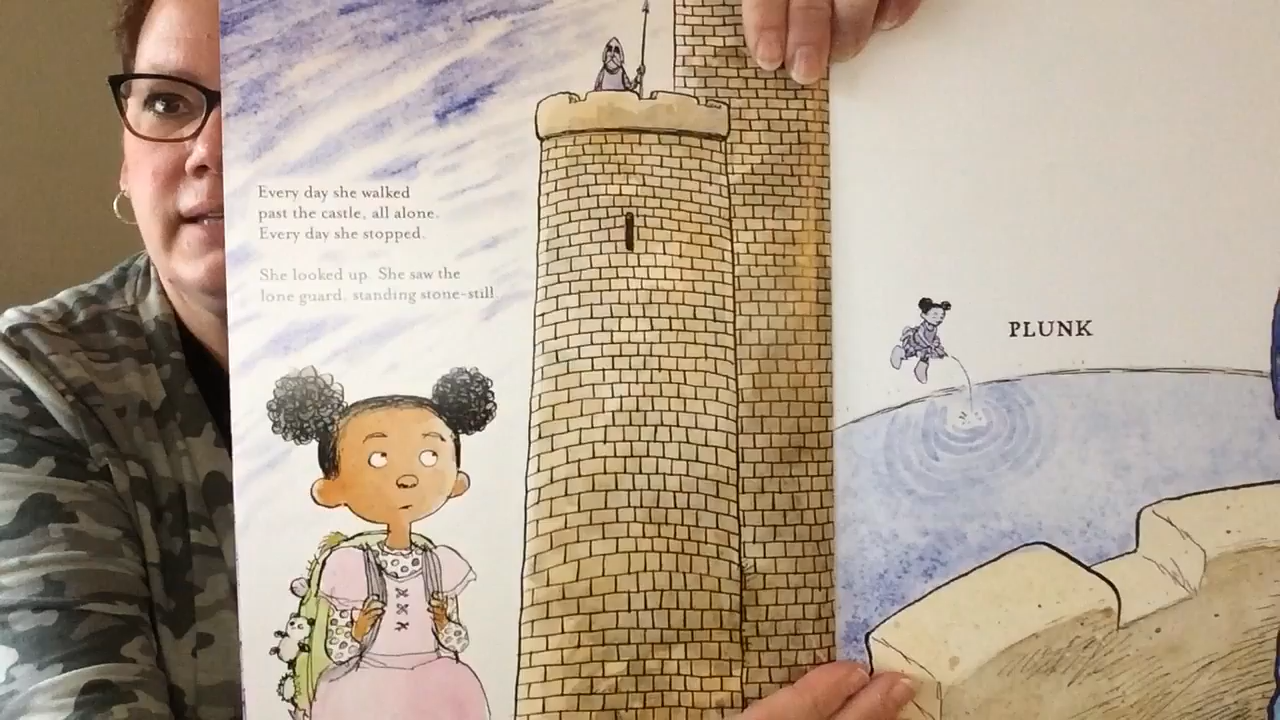 Every day she walked
past the castle, all alone.
Every day she stopped.
She looked up. She saw the
lone guard, standing stone-still.
PLUNK